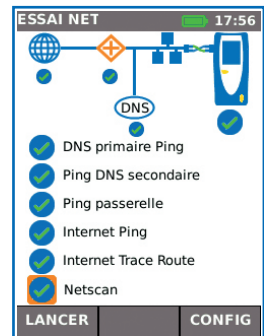 ESSAI NET 17:56
DNS
DNS primaire Ping
Ping DNS secondaire
Ping passerelle
Internet Ping
Internet Trace Route
Netscan
LANCER CONFIG